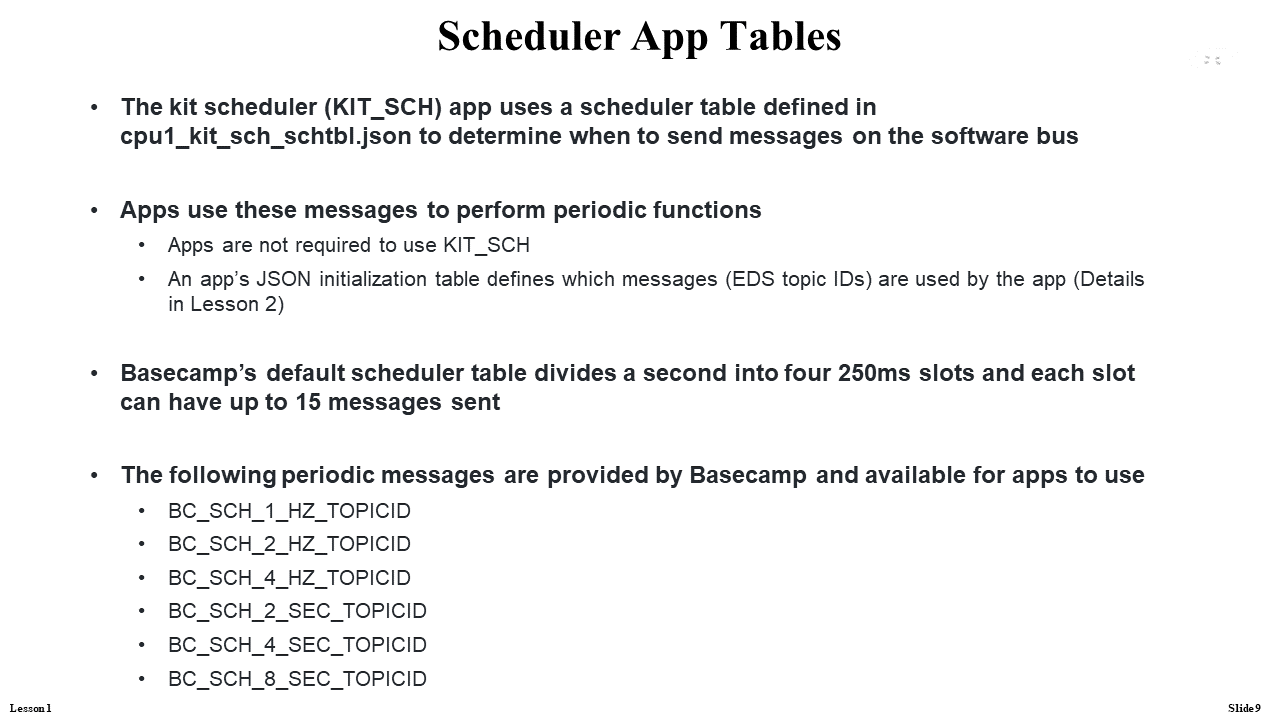 Scheduler App Tables
• The kit scheduler (KIT_SCH) app uses a scheduler table defined in
cpu1_kit_sch_schtbl.json to determine when to send messages on the software bus
• Apps use these messages to perform periodic functions
• Apps are not required to use KIT_SCH
• An app’s JSON initialization table defines which messages (EDS topic IDs) are used by the app (Details
in Lesson 2)
• Basecamp’s default scheduler table divides a second into four 250ms slots and each slot
can have up to 15 messages sent
• The following periodic messages are provided by Basecamp and available for apps to use
• BC_SCH_1_HZ_TOPICID
• BC_SCH_2_HZ_TOPICID
• BC_SCH_4_HZ_TOPICID
• BC_SCH_2_SEC_TOPICID
• BC_SCH_4_SEC_TOPICID
• BC_SCH_8_SEC_TOPICID
Lesson 1
Slide 9